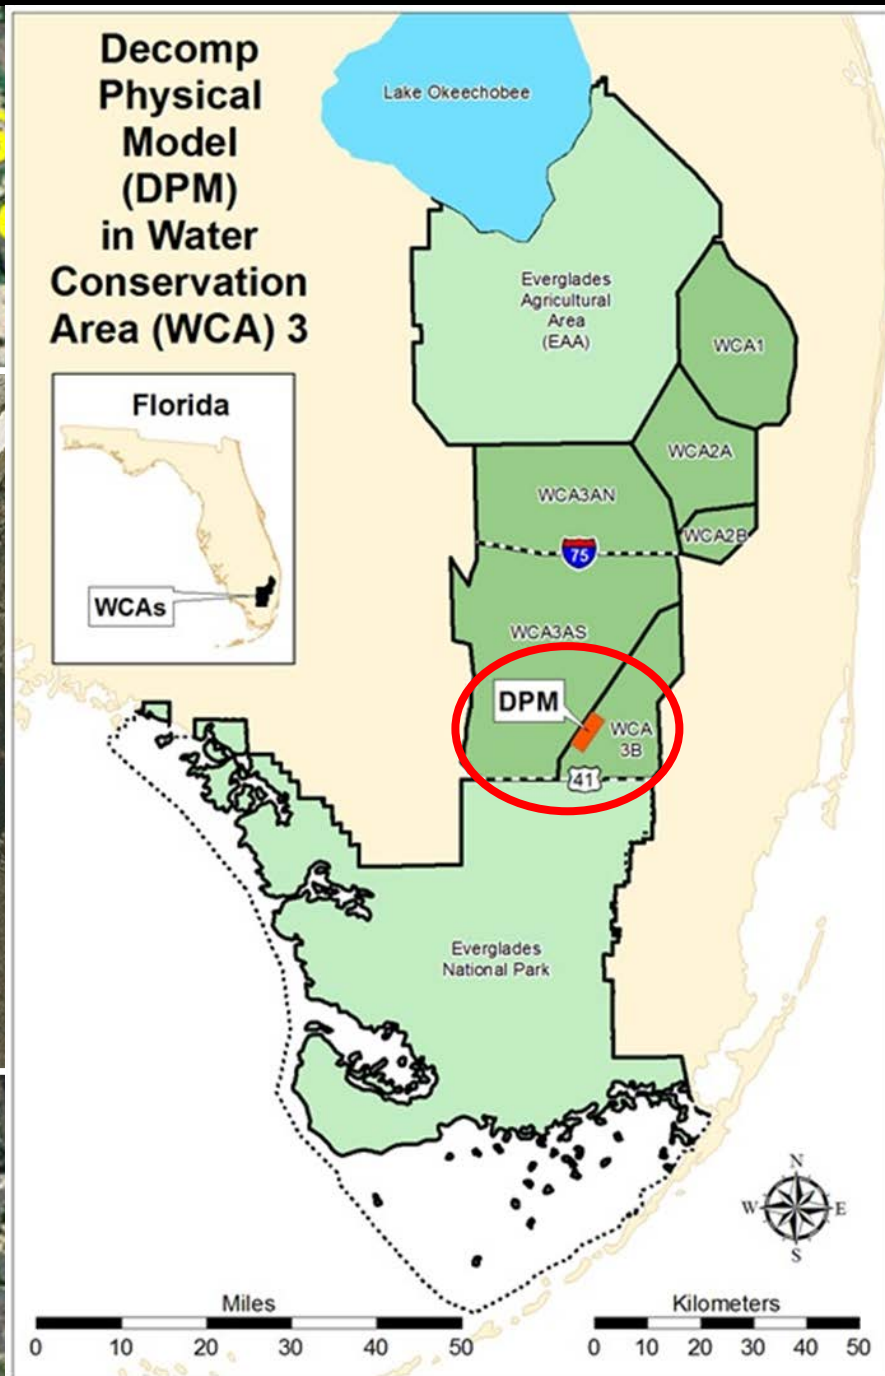 Decomp
Physical
Model
(DPM)
in Water
Conservation
Area (WCA) 3
Lake Okeechobee
Everglades
Agricultural
Area
(EAA)
WCA1
Florida
WCAs
WCA2A
WCA3AN
WCA2B
75
WCA3AS
DPM
WCA
3B
41
Everglades
National Park
N
W E
S
Miles
0 10 20 30 40 50
Kilometers
0 10 20 30 40 50